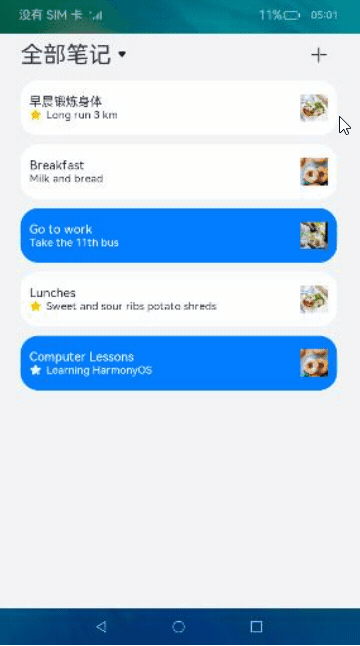 没有 SIM 卡
11%
05:01
全部笔记
早晨锻炼身体
Long run 3 km
Breakfast
Milk and bread
Go to work
Take the 11th bus
Lunches
Sweet and sour ribs potato shreds
Computer Lessons
Learning HarmonyOS